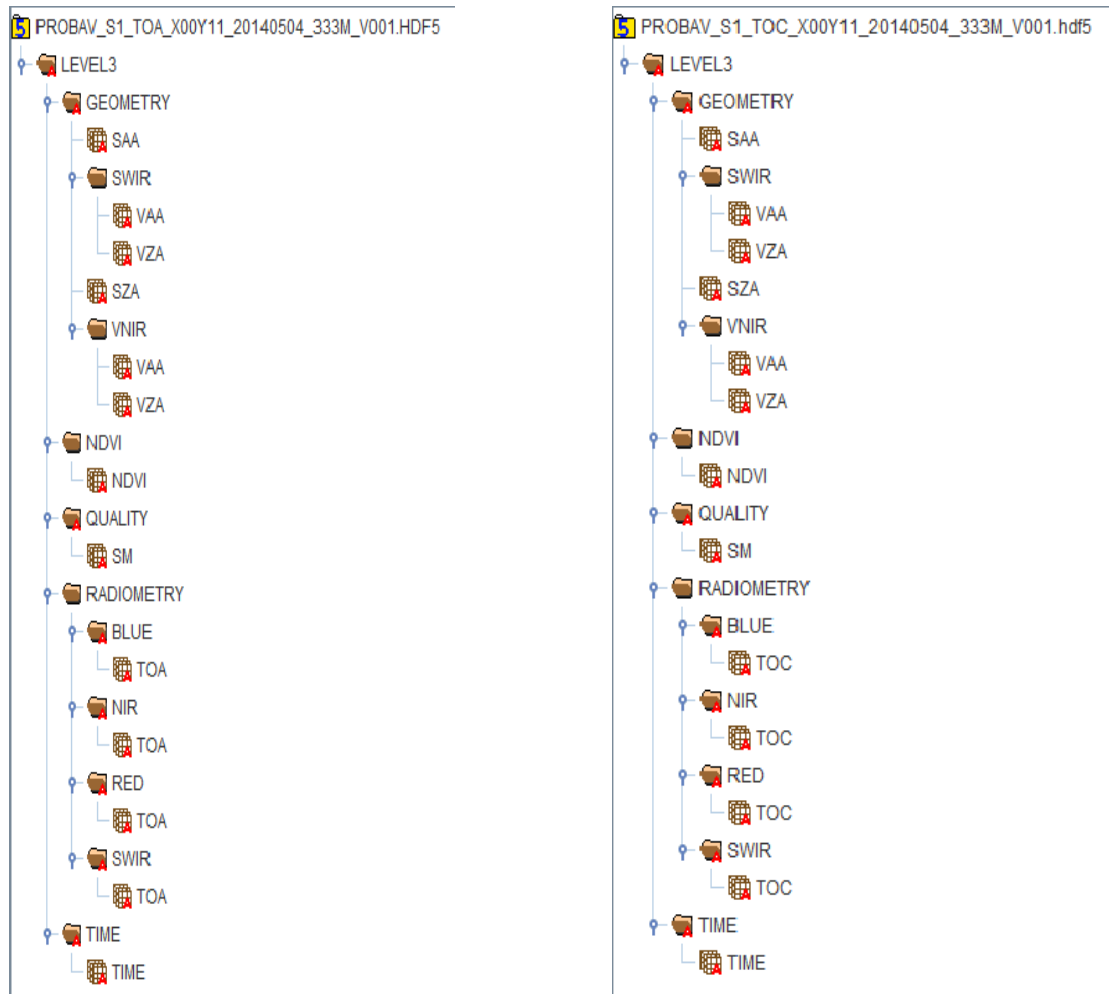 PROBAV_S1_TOA_X00Y11_20140504_333M_V001.HDF5
LEVEL3
GEOMETRY
SAA
SWIR
VAA
VZA
SZA
VNIR
VAA
VZA
NDVI
NDVI
QUALITY
SM
RADIOMETRY
BLUE
TOA
NIR
TOA
RED
TOA
SWIR
TOA
TIME
TIME
PROBAV_S1_TOC_X00Y11_20140504_333M_V001.hdf5
LEVEL3
GEOMETRY
SAA
SWIR
VAA
VZA
SZA
VNIR
VAA
VZA
NDVI
NDVI
QUALITY
SM
RADIOMETRY
BLUE
TOC
NIR
TOC
RED
TOC
SWIR
TOC
TIME
TIME